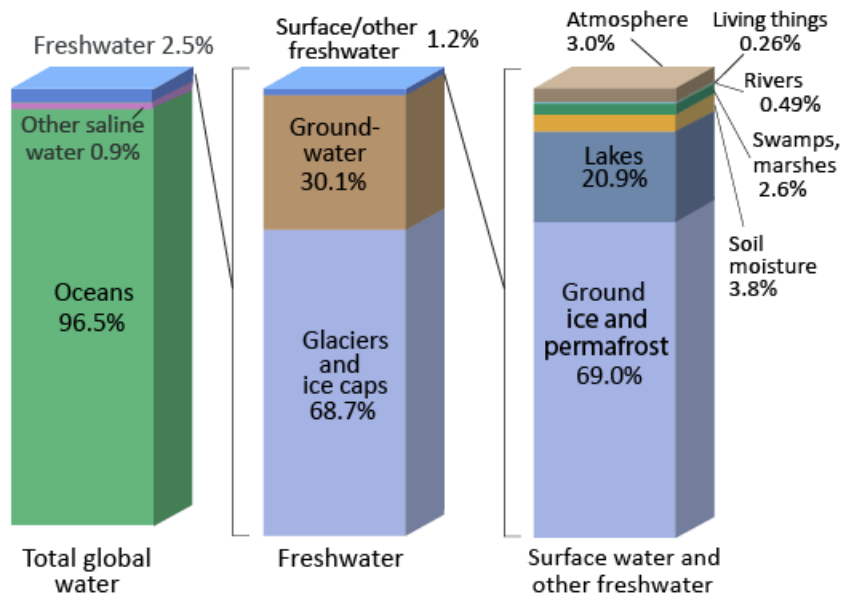 Freshwater 2.5%
Other saline
water 0.9%
Oceans
96.5%
Total global
water
Surface/other
freshwater
1.2%
Ground-
water
30.1%
Glaciers
and
ice caps
68.7%
Freshwater
Atmosphere
3.0%
Living things
0.26%
Rivers
0.49%
Swamps,
marshes
2.6%
Soil
moisture
3.8%
Lakes
20.9%
Ground
ice and
permafrost
69.0%
Surface water and
other freshwater